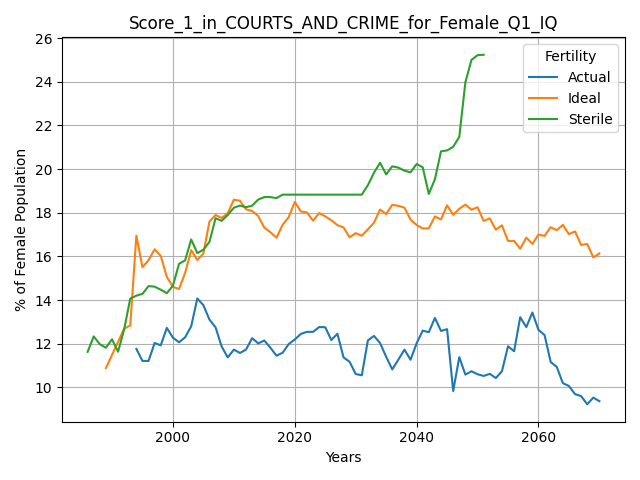 Score_1_in_COURTS_AND_CRIME_for_Female_Q1_IQ
% of Female Population
26
24
22
20
18
16
14
12
10
2000
2020
2040
2060
Years
Fertility
Actual
Ideal
Sterile